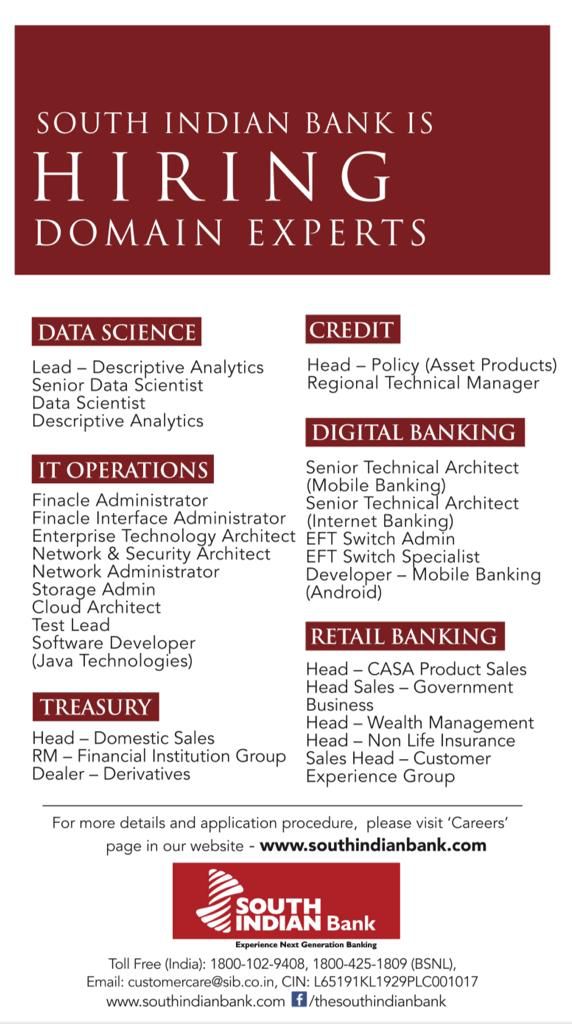 SOUTH INDIAN BANK IS
HIRING
DOMAIN EXPERTS
DATA SCIENCE
Lead – Descriptive Analytics
Senior Data Scientist
Data Scientist
Descriptive Analytics
IT OPERATIONS
Finacle Administrator
Finacle Interface Administrator
Enterprise Technology Architect
Network & Security Architect
Network Administrator
Storage Admin
Cloud Architect
Test Lead
Software Developer
(Java Technologies)
TREASURY
Head – Domestic Sales
RM – Financial Institution Group
Dealer – Derivatives
CREDIT
Head – Policy (Asset Products)
Regional Technical Manager
DIGITAL BANKING
Senior Technical Architect
(Mobile Banking)
Senior Technical Architect
(Internet Banking)
EFT Switch Admin
EFT Switch Specialist
Developer – Mobile Banking
(Android)
RETAIL BANKING
Head – CASA Product Sales
Head Sales – Government
Business
Head – Wealth Management
Head – Non Life Insurance
Sales Head – Customer
Experience Group
For more details and application procedure, please visit ‘Careers’
page in our website - www.southindianbank.com
SOUTH
INDIAN Bank
Experience Next Generation Banking
Toll Free (India): 1800-102-9408, 1800-425-1809 (BSNL),
Email: customercare@sib.co.in, CIN: L65191KL1929PLC001017
www.southindianbank.com f/thesouthindianbank